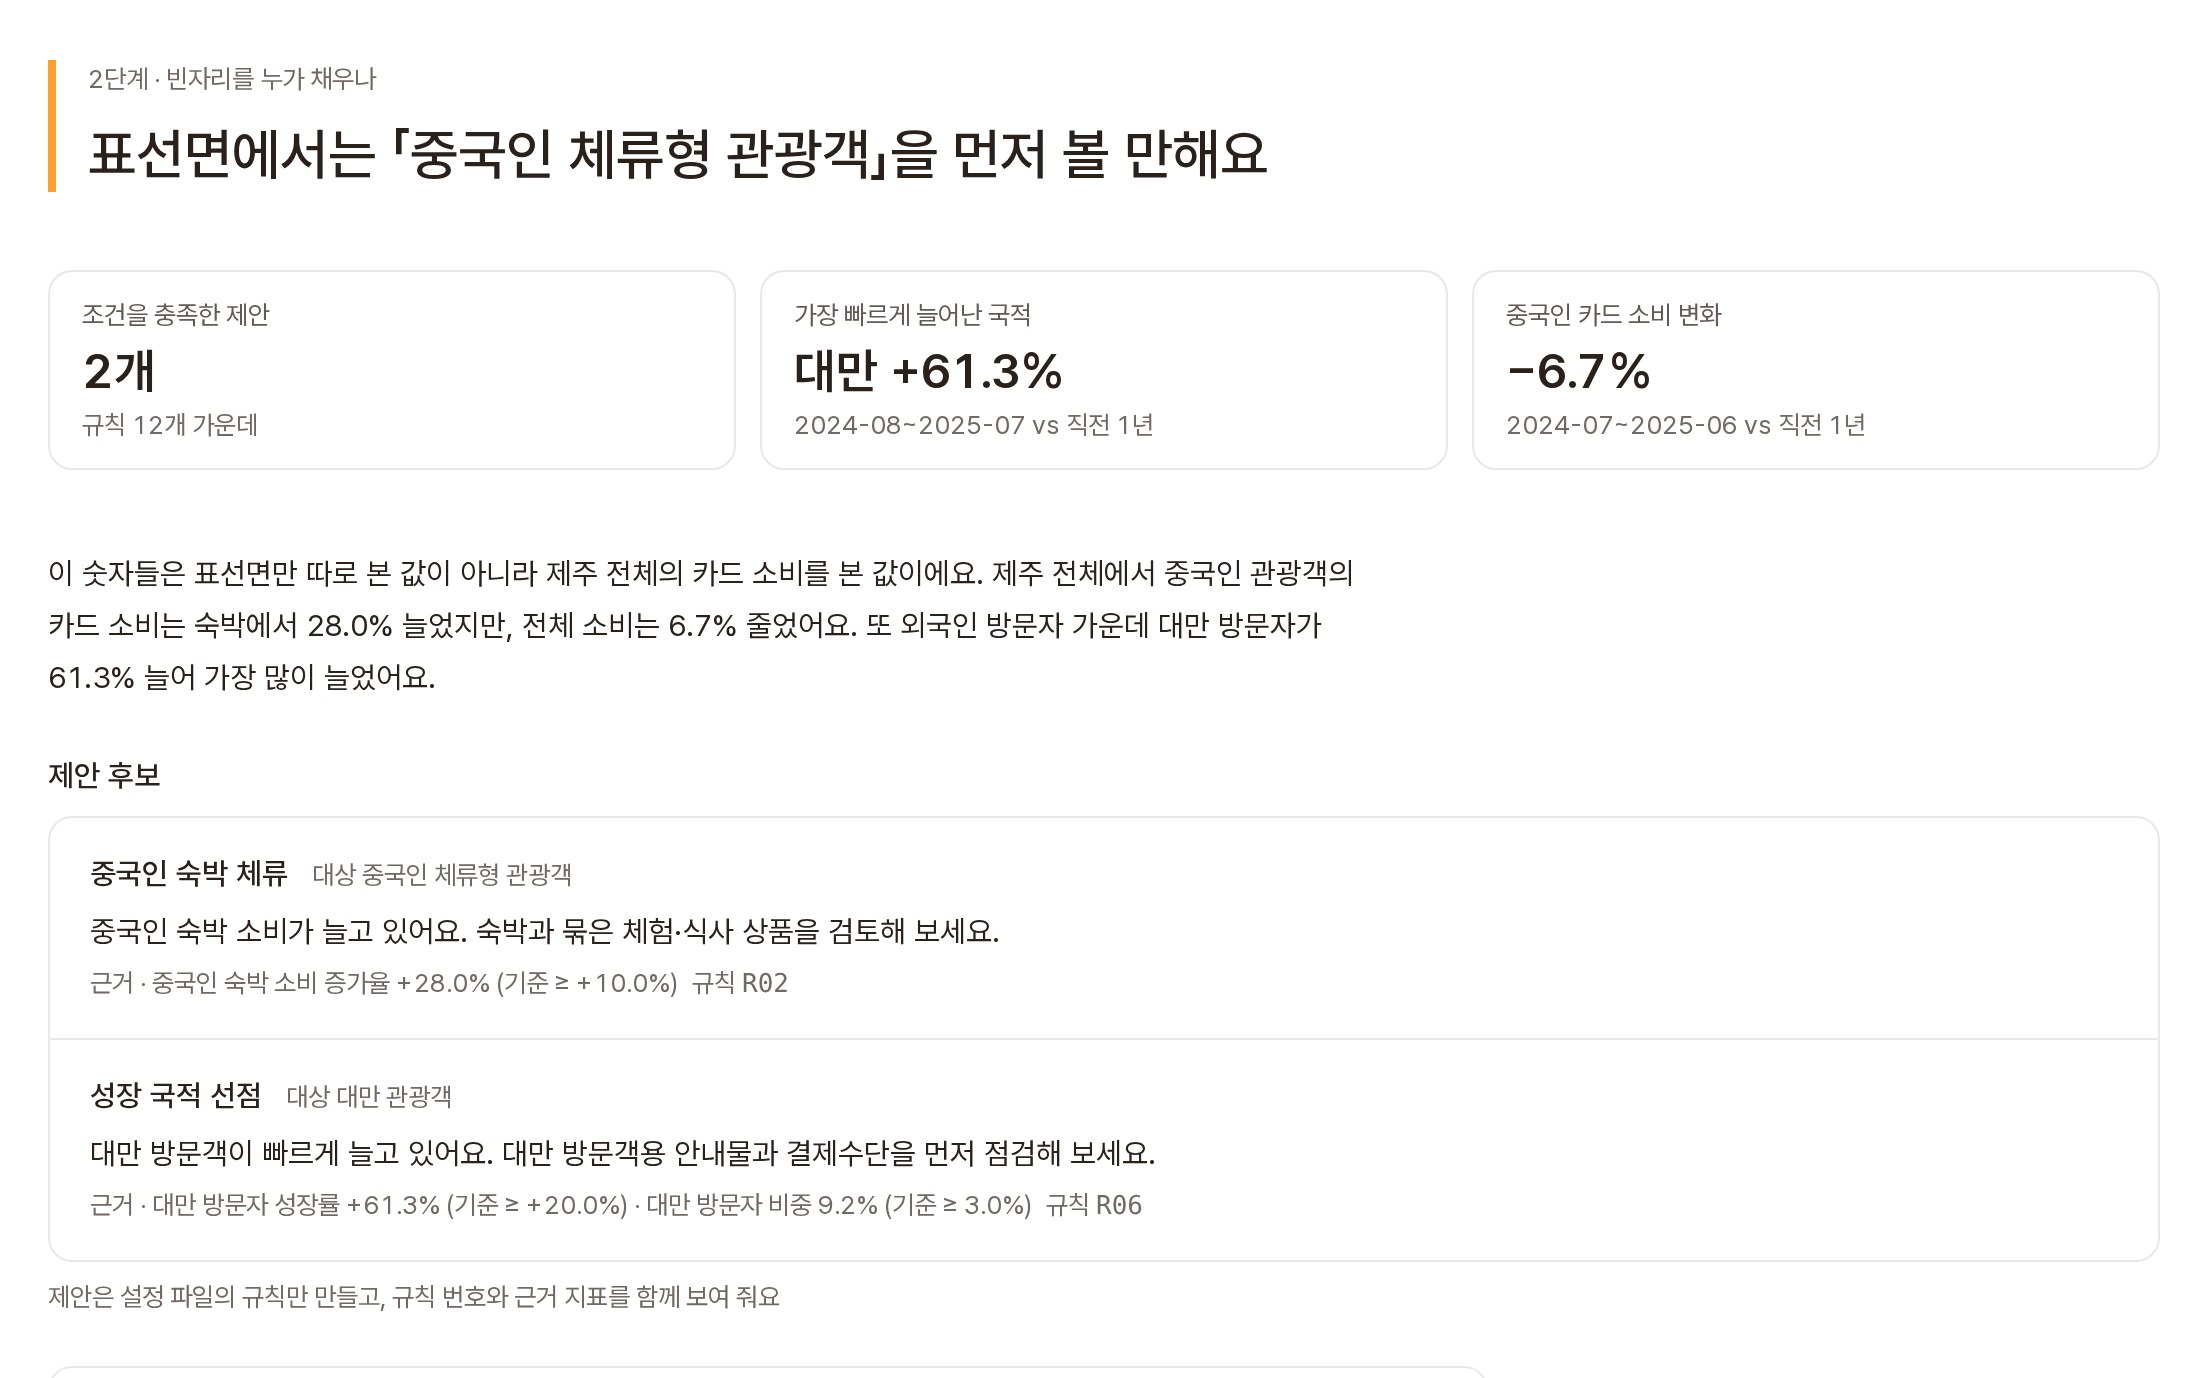 2단계 · 빈자리를 누가 채우나
표선면에서는 「중국인 체류형 관광객」을 먼저 볼 만해요
조건을 충족한 제안
2개
규칙 12개 가운데
가장 빠르게 늘어난 국적
대만 +61.3%
2024-08~2025-07 vs 직전 1년
중국인 카드 소비 변화
−6.7%
2024-07~2025-06 vs 직전 1년
이 숫자들은 표선면만 따로 본 값이 아니라 제주 전체의 카드 소비를 본 값이에요. 제주 전체에서 중국인 관광객의
카드 소비는 숙박에서 28.0% 늘었지만, 전체 소비는 6.7% 줄었어요. 또 외국인 방문자 가운데 대만 방문자가
61.3% 늘어 가장 많이 늘었어요.
제안 후보
중국인 숙박 체류 대상 중국인 체류형 관광객
중국인 숙박 소비가 늘고 있어요. 숙박과 묶은 체험·식사 상품을 검토해 보세요.
근거 · 중국인 숙박 소비 증가율 +28.0% (기준 ≥ +10.0%) 규칙 R02
성장 국적 선점 대상 대만 관광객
대만 방문객이 빠르게 늘고 있어요. 대만 방문객용 안내물과 결제수단을 먼저 점검해 보세요.
근거 · 대만 방문자 성장률 +61.3% (기준 ≥ +20.0%) · 대만 방문자 비중 9.2% (기준 ≥ 3.0%) 규칙 R06
제안은 설정 파일의 규칙만 만들고, 규칙 번호와 근거 지표를 함께 보여 줘요